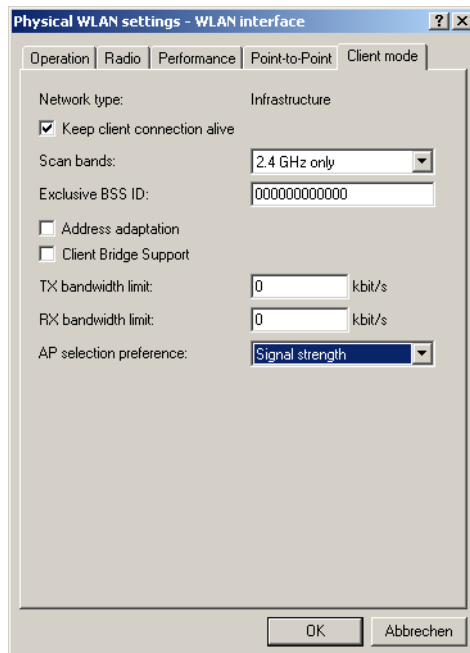 Physical WLAN settings - WLAN interface
Operation Radio Performance Point-to-Point Client mode
Network type: Infrastructure
Keep client connection alive
Scan bands: 2.4 GHz only
Exclusive BSS ID: 000000000000
Address adaptation
Client Bridge Support
TX bandwidth limit: 0 kbit/s
RX bandwidth limit: 0 kbit/s
AP selection preference: Signal strength
OK Abbrechen